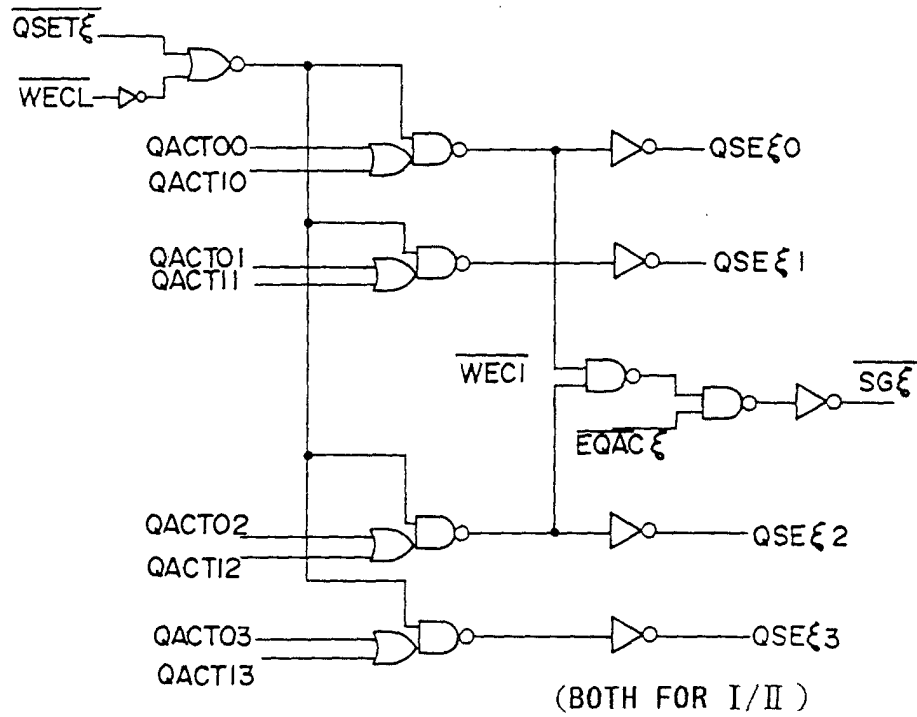 QSETξ
WECL
QACT00
QACT10
QSEξ0
QACT01
QACT11
QSEξ1
WEC1
SGξ
EQACξ
QACT02
QACT12
QSEξ2
QACT03
QACT13
QSEξ3
(BOTH FOR I/II)